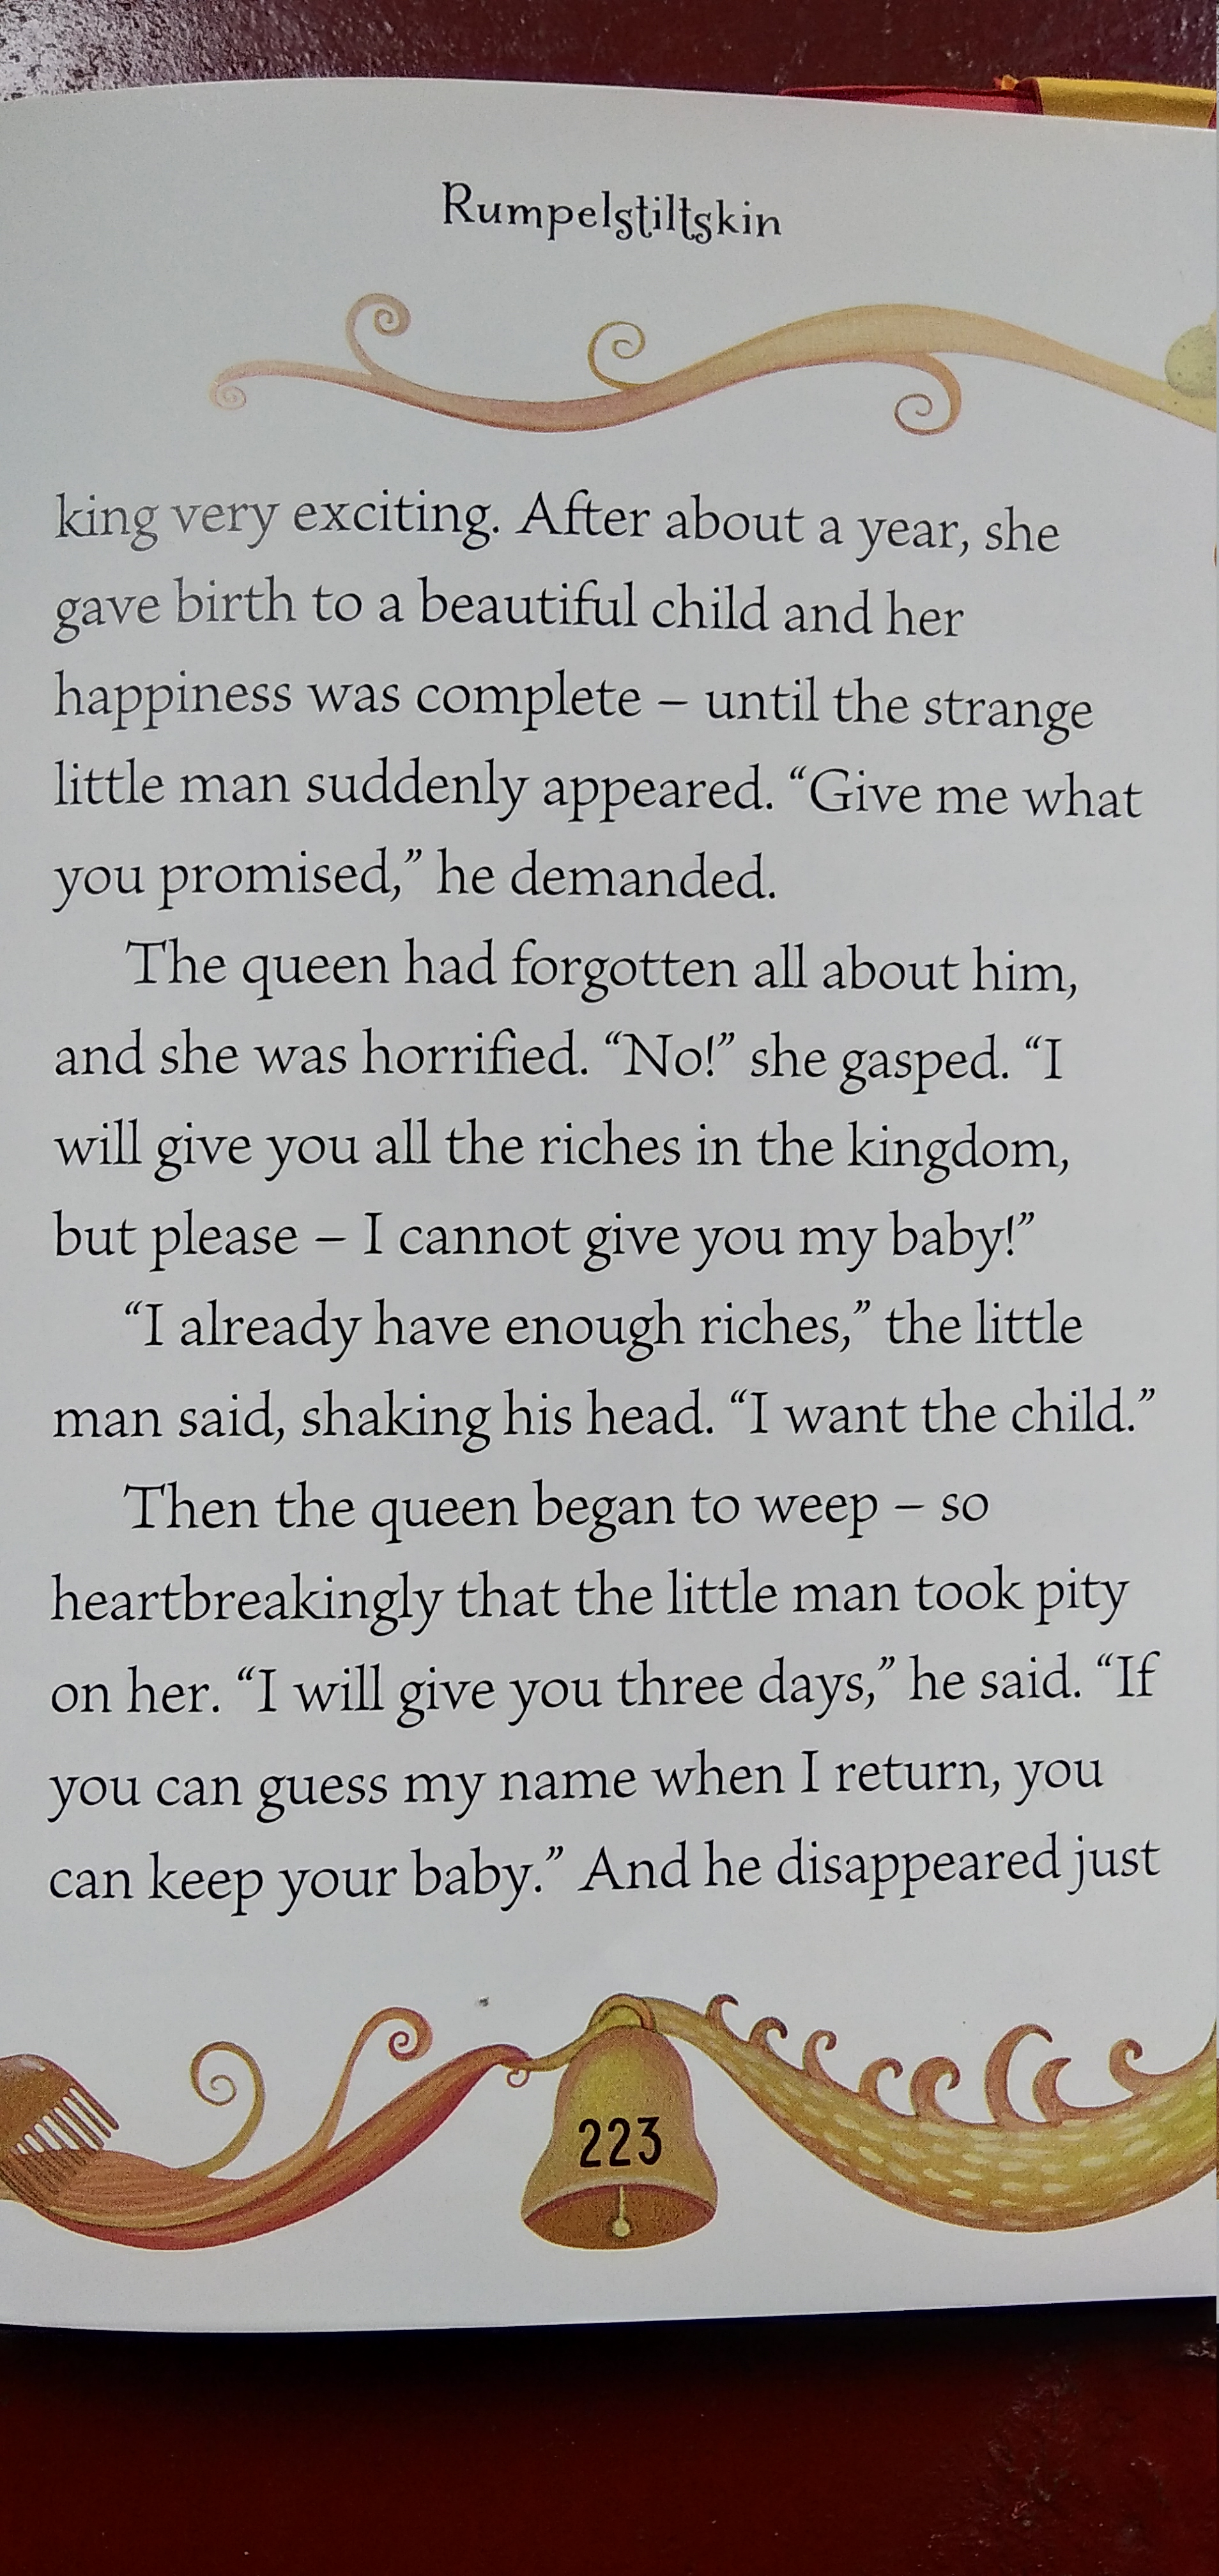 Rumpelstiltskin
king very exciting. After about a year, she
gave birth to a beautiful child and her
happiness was complete – until the strange
little man suddenly appeared. “Give me what
you promised,” he demanded.
The queen had forgotten all about him,
and she was horrified. “No!” she gasped. “I
will give you all the riches in the kingdom,
but please – I cannot give you my baby!”
“I already have enough riches,” the little
man said, shaking his head. “I want the child.”
Then the queen began to weep – so
heartbreakingly that the little man took pity
on her. “I will give you three days,” he said. “If
you can guess my name when I return, you
can keep your baby.” And he disappeared just
223